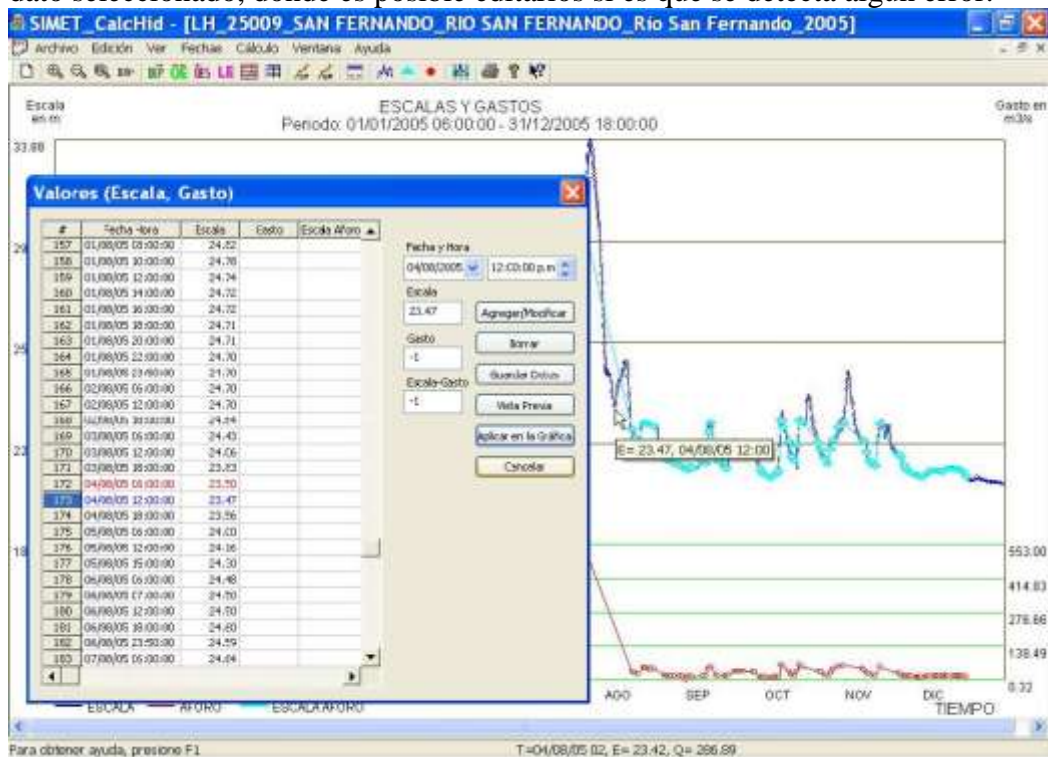 dato seleccionado, donde es posible editarlos si es que se detecta algún error.
SIMET_CalcHid - [LH_25009_SAN FERNANDO_RIO SAN FERNANDO_Río San Fernando_2005]
Archivo Edición Ver Fechas Cálculo Ventana Ayuda
Escala en m
ESCALAS Y GASTOS
Gasto en m3/s
Periodo: 01/01/2005 06:00:00 - 31/12/2005 18:00:00
33.88
Valores (Escala, Gasto)
# Fecha Hora Escala Gasto Escala Aforo
157 01/08/05 08:00:00
158 01/08/05 10:00:00 24.78
159 01/08/05 12:00:00 24.74
160 01/08/05 14:00:00 24.72
161 01/08/05 16:00:00 24.72
162 01/08/05 18:00:00 24.71
163 01/08/05 20:00:00 24.71
164 01/08/05 22:00:00 24.70
165 24.70
166 02/08/05 06:00:00 24.70
167 02/08/05 12:00:00 24.70
168
169 03/08/05 06:00:00 24.43
170 03/08/05 12:00:00 24.06
171 03/08/05 18:00:00 23.83
172 04/08/05 06:00:00 23.50
173 04/08/05 12:00:00 23.47
174 04/08/05 18:00:00 23.56
175 05/08/05 06:00:00 24.00
176 05/08/05 12:00:00 24.16
177 05/08/05 15:00:00 24.30
178 06/08/05 06:00:00 24.48
179 06/08/05 07:00:00 24.50
180 06/08/05 12:00:00
181 06/08/05 18:00:00 24.60
182 06/08/05 23:50:00 24.59
183 07/08/05 06:00:00 24.64
Fecha y Hora
04/08/2005 12:00:00 p.m.
Escala
23.47 Agregar/Modificar
Gasto
-1 Borrar
Guardar Datos
Escala-Gasto
-1 Vista Previa
Aplicar en la Gráfica
Cancelar
E= 23.47, 04/08/05 12:00
553.00
414.83
276.66
138.49
0.32
AGO SEP OCT NOV DIC
TIEMPO
ESCALA AFORO ESCALA AFORO
Para obtener ayuda, presione F1
T=04/08/05 02, E= 23.42, Q= 286.89